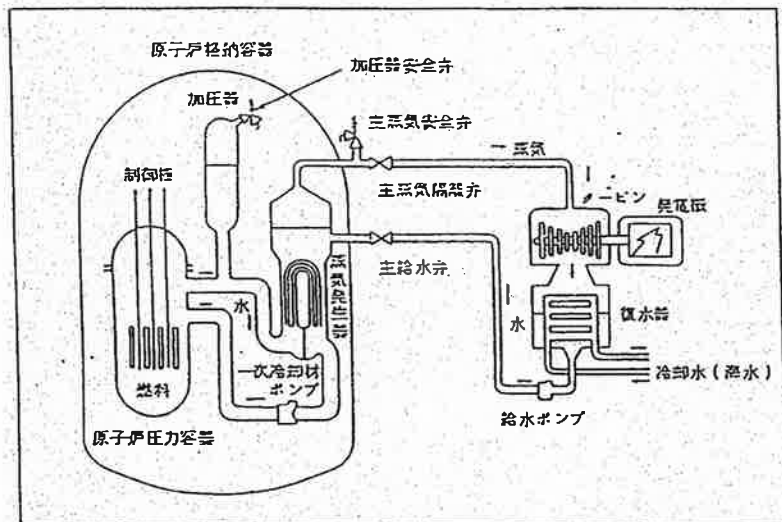 原子炉格納容器
加圧器安全弁
加圧器
主蒸気安全弁
蒸気
制御棒
主蒸気隔離弁
タービン
発電機
主給水弁
蒸気発生器
水
水
復水器
一次冷却材
ポンプ
燃料
冷却水(海水)
給水ポンプ
原子炉圧力容器